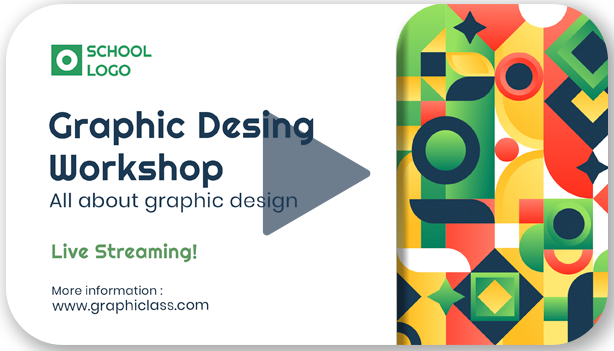 SCHOOL
LOGO
Graphic Desing
Workshop
All about graphic design
Live Streaming!
More information :
www.graphiclass.com